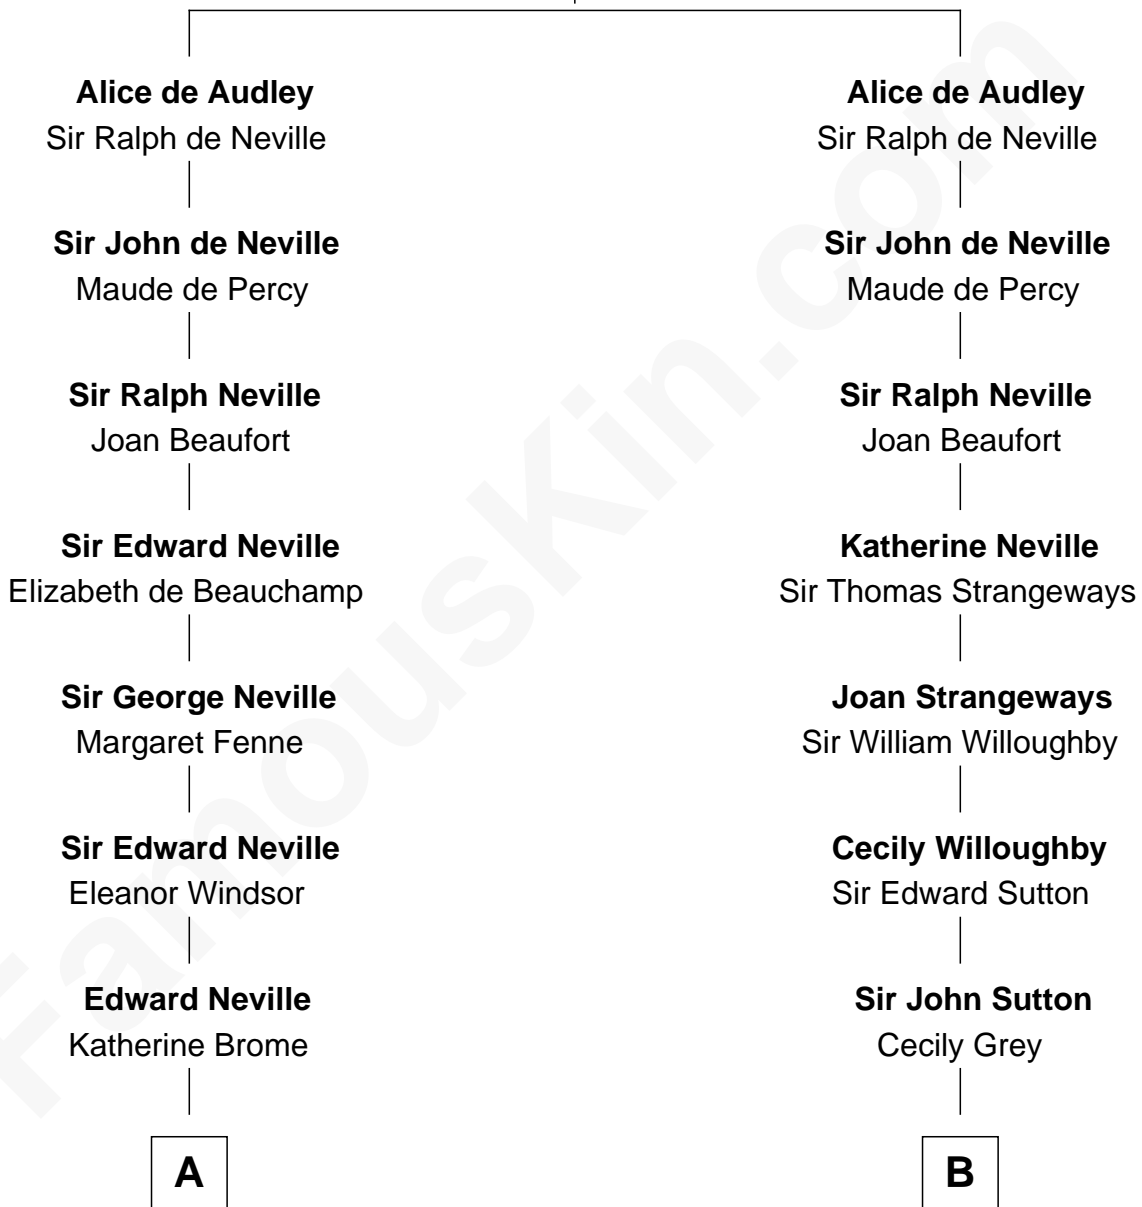 Alice de Audley
Sir Ralph de Neville
Sir John de Neville
Maude de Percy
Sir Ralph Neville
Joan Beaufort
Sir Edward Neville
Elizabeth de Beauchamp
Sir George Neville
Margaret Fenne
Sir Edward Neville
Eleanor Windsor
Edward Neville
Katherine Brome
A
Alice de Audley
Sir Ralph de Neville
Sir John de Neville
Maude de Percy
Sir Ralph Neville
Joan Beaufort
Katherine Neville
Sir Thomas Strangeways
Joan Strangeways
Sir William Willoughby
Cecily Willoughby
Sir Edward Sutton
Sir John Sutton
Cecily Grey
B
FamousKin.com